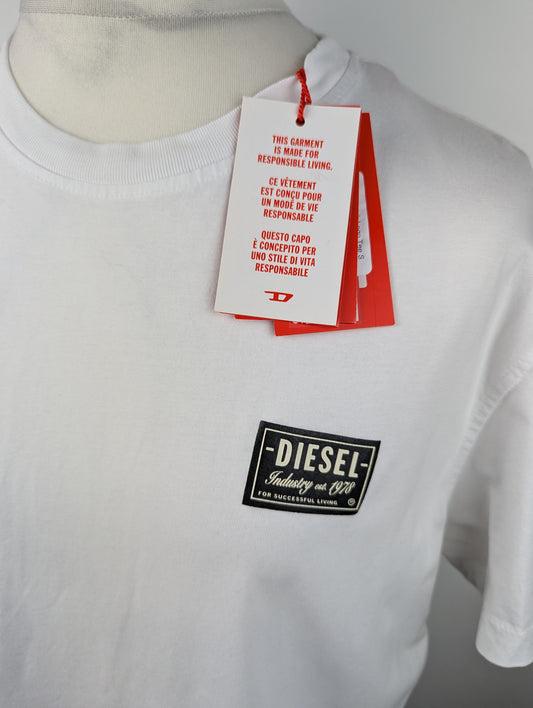 THIS GARMENT
IS MADE FOR
RESPONSIBLE LIVING.
CE VÊTEMENT
EST CONÇU POUR
UN MODE DE VIE
RESPONSABLE
QUESTO CAPO
È CONCEPITO PER
UNO STILE DI VITA
RESPONSABILE
-DIESEL-
Industry est. 1978
FOR SUCCESSFUL LIVING